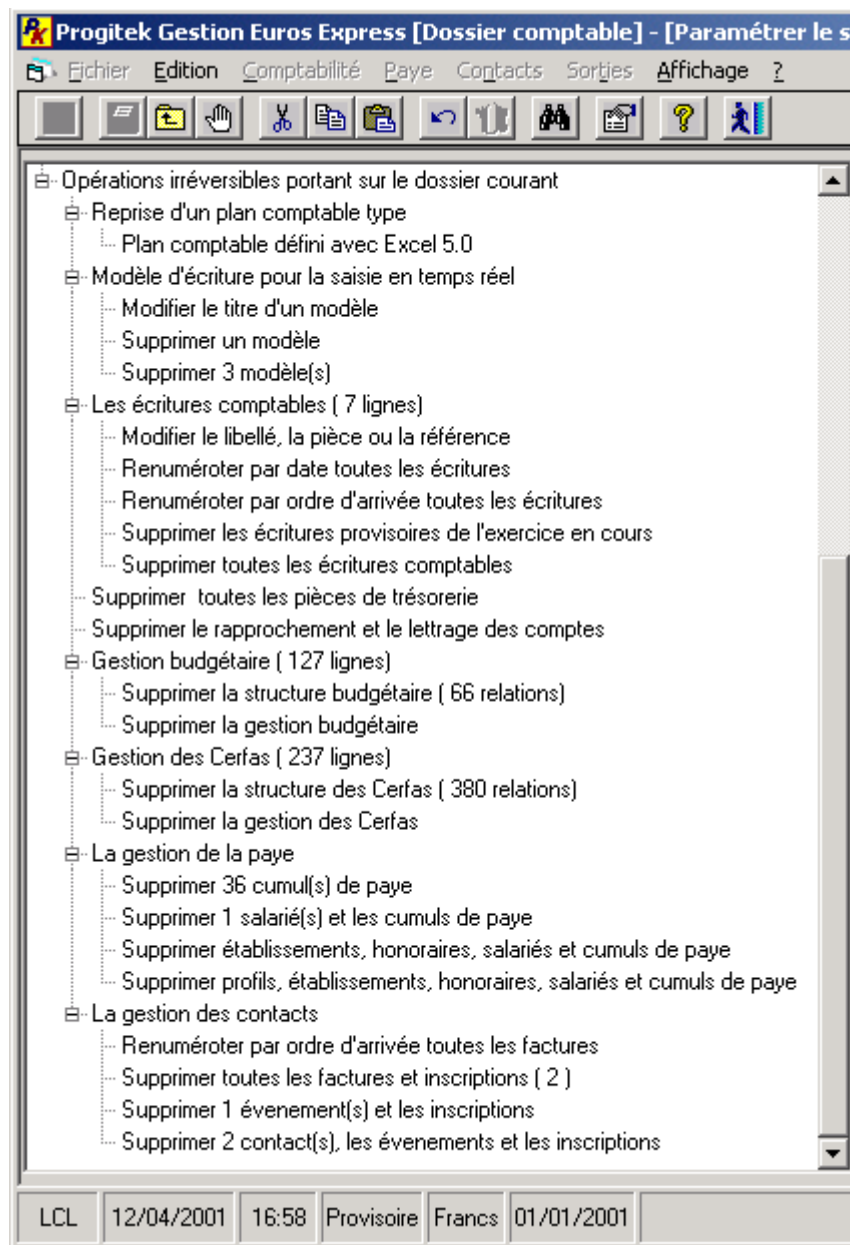 Progitek Gestion Euros Express [Dossier comptable] - [Paramétrer le s
Fichier Edition Comptabilité Paye Contacts Sorties Affichage ?
Opérations irréversibles portant sur le dossier courant
Reprise d'un plan comptable type
Plan comptable défini avec Excel 5.0
Modèle d'écriture pour la saisie en temps réel
Modifier le titre d'un modèle
Supprimer un modèle
Supprimer 3 modèle(s)
Les écritures comptables ( 7 lignes)
Modifier le libellé, la pièce ou la référence
Renuméroter par date toutes les écritures
Renuméroter par ordre d'arrivée toutes les écritures
Supprimer les écritures provisoires de l'exercice en cours
Supprimer toutes les écritures comptables
Supprimer toutes les pièces de trésorerie
Supprimer le rapprochement et le lettrage des comptes
Gestion budgétaire ( 127 lignes)
Supprimer la structure budgétaire ( 66 relations)
Supprimer la gestion budgétaire
Gestion des Cerfas ( 237 lignes)
Supprimer la structure des Cerfas ( 380 relations)
Supprimer la gestion des Cerfas
La gestion de la paye
Supprimer 36 cumul(s) de paye
Supprimer 1 salarié(s) et les cumuls de paye
Supprimer établissements, honoraires, salariés et cumuls de paye
Supprimer profils, établissements, honoraires, salariés et cumuls de paye
La gestion des contacts
Renuméroter par ordre d'arrivée toutes les factures
Supprimer toutes les factures et inscriptions ( 2 )
Supprimer 1 évenement(s) et les inscriptions
Supprimer 2 contact(s), les évenements et les inscriptions
LCL 12/04/2001 16:58 Provisoire Francs 01/01/2001